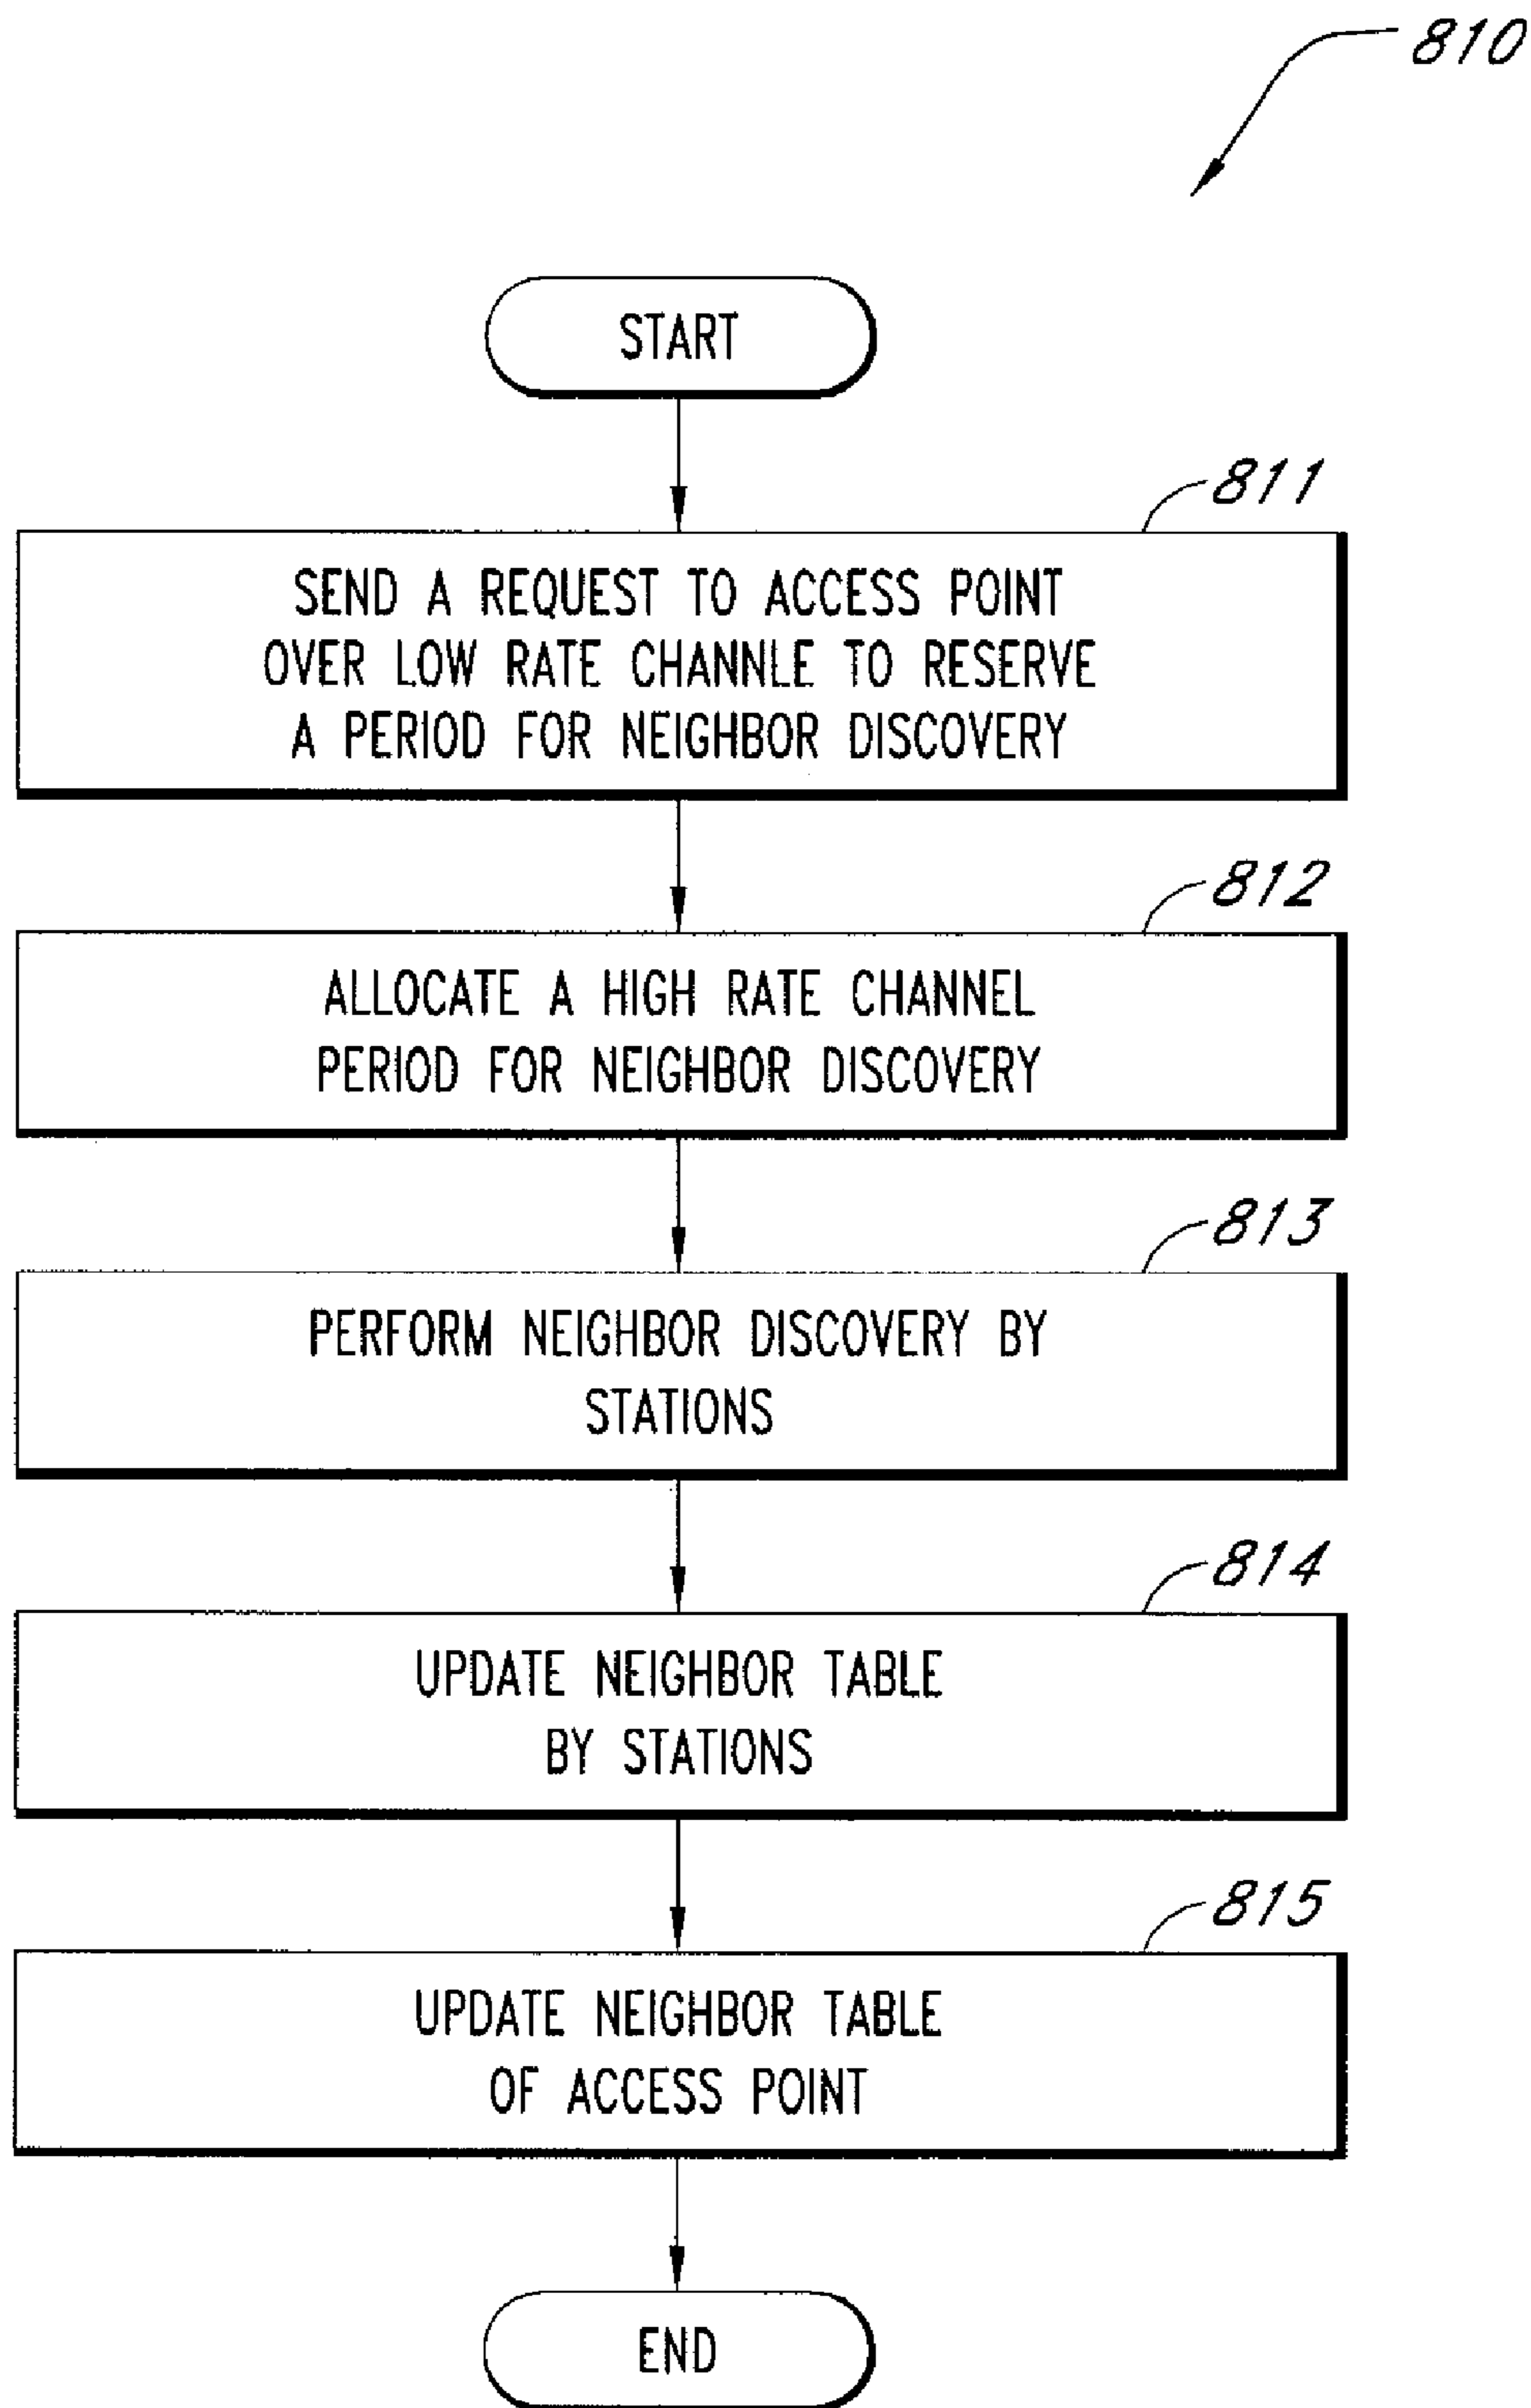 810
START
811
SEND A REQUEST TO ACCESS POINT
OVER LOW RATE CHANNLE TO RESERVE
A PERIOD FOR NEIGHBOR DISCOVERY
812
ALLOCATE A HIGH RATE CHANNEL
PERIOD FOR NEIGHBOR DISCOVERY
813
PERFORM NEIGHBOR DISCOVERY BY
STATIONS
814
UPDATE NEIGHBOR TABLE
BY STATIONS
815
UPDATE NEIGHBOR TABLE
OF ACCESS POINT
END